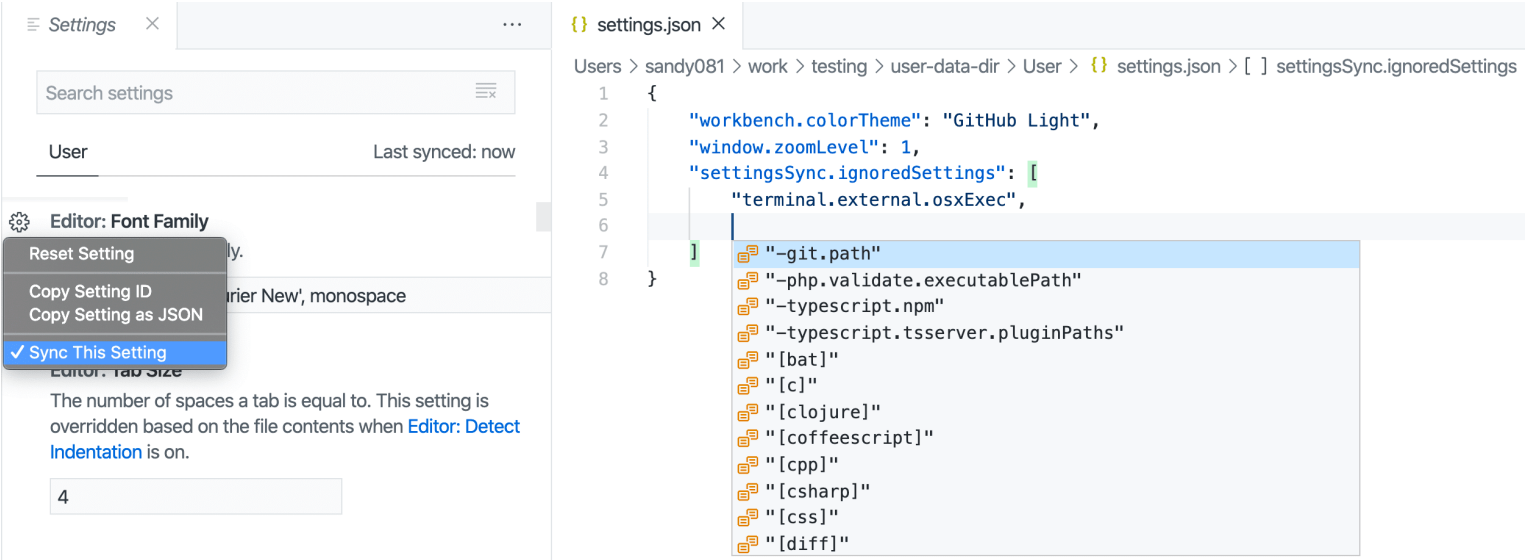 Settings
Search settings
User
Last synced: now
Editor: Font Family
ly.
Reset Setting
Copy Setting ID
Copy Setting as JSON
Sync This Setting
urier New', monospace
Editor: Tab Size
The number of spaces a tab is equal to. This setting is
overridden based on the file contents when Editor: Detect
Indentation is on.
4
{} settings.json
Users > sandy081 > work > testing > user-data-dir > User > {} settings.json > [ ] settingsSync.ignoredSettings
1 {
2 "workbench.colorTheme": "GitHub Light",
3 "window.zoomLevel": 1,
4 "settingsSync.ignoredSettings": [
5 "terminal.external.osxExec",
6
7 ]
8 }
"-git.path"
"-php.validate.executablePath"
"-typescript.npm"
"-typescript.tsserver.pluginPaths"
"[bat]"
"[c]"
"[clojure]"
"[coffeescript]"
"[cpp]"
"[csharp]"
"[css]"
"[diff]"